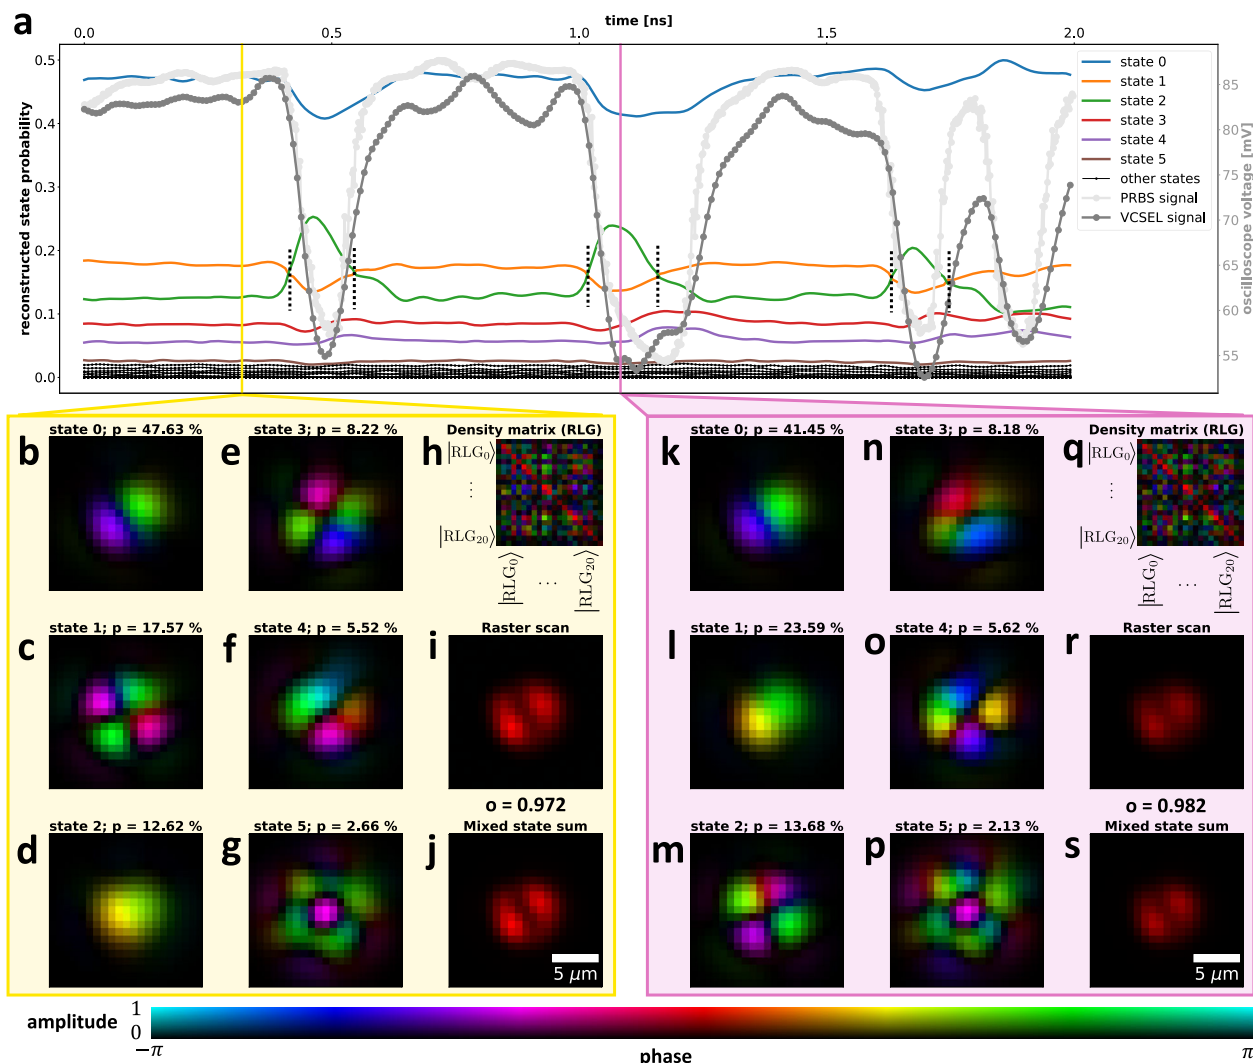 a
time [ns]
0.0 0.5 1.0 1.5 2.0
reconstructed state probability
0.5
0.4
0.3
0.2
0.1
0.0
85
80
75
70
65
60
55
oscilloscope voltage [mV]
state 0
state 1
state 2
state 3
state 4
state 5
other states
PRBS signal
VCSEL signal
b
state 0; p = 47.63 %
e
state 3; p = 8.22 %
h
Density matrix (RLG)
|RLG₀⟩
⋮
|RLG₂₀⟩
|RLG₀⟩ ... |RLG₂₀⟩
c
state 1; p = 17.57 %
f
state 4; p = 5.52 %
i
Raster scan
o = 0.972
d
state 2; p = 12.62 %
g
state 5; p = 2.66 %
j
Mixed state sum
5 μm
k
state 0; p = 41.45 %
n
state 3; p = 8.18 %
q
Density matrix (RLG)
|RLG₀⟩
⋮
|RLG₂₀⟩
|RLG₀⟩ ... |RLG₂₀⟩
l
state 1; p = 23.59 %
o
state 4; p = 5.62 %
r
Raster scan
o = 0.982
m
state 2; p = 13.68 %
p
state 5; p = 2.13 %
s
Mixed state sum
5 μm
amplitude
1
0
−π
π
phase